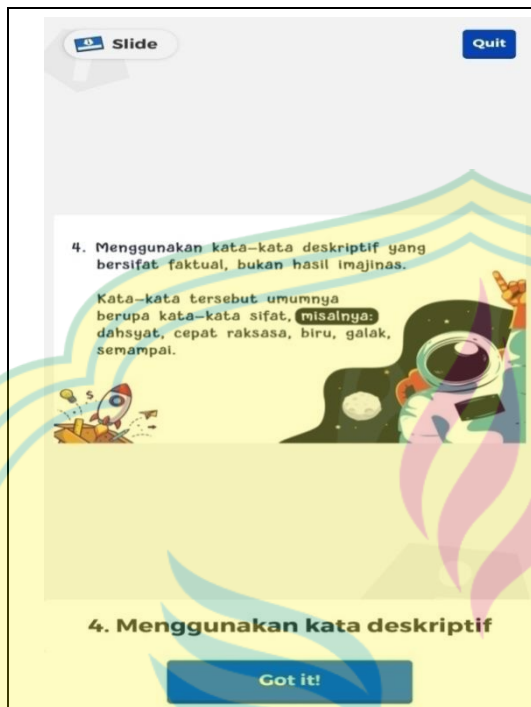 Slide
Quit
4. Menggunakan kata-kata deskriptif yang
bersifat faktual, bukan hasil imajinas.
Kata-kata tersebut umumnya
berupa kata-kata sifat, misalnya:
dahsyat, cepat raksasa, biru, galak,
semampai.
4. Menggunakan kata deskriptif
Got it!